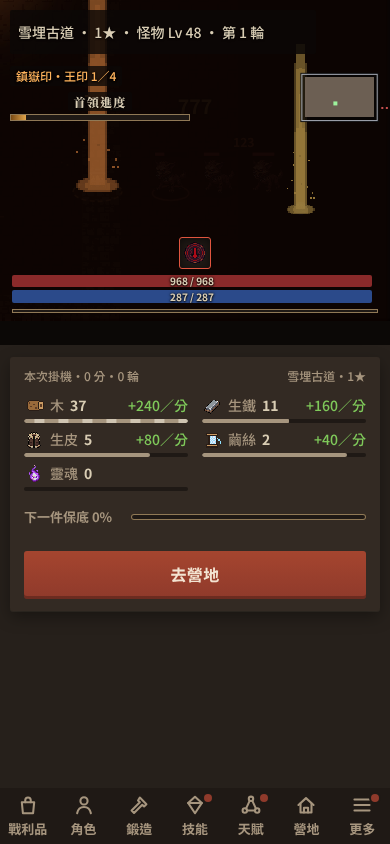 雪埋古道 • 1★ • 怪物 Lv 48 • 第 1 輪
鎮嶽印・王印 1／4
首領進度
777
123
968 / 968
287 / 287
本次掛機・0 分・0 輪
雪埋古道・1★
木 37 +240／分
生鐵 11 +160／分
生皮 5 +80／分
繭絲 2 +40／分
靈魂 0
下一件保底 0%
去營地
戰利品 角色 鍛造 技能 天賦 營地 更多